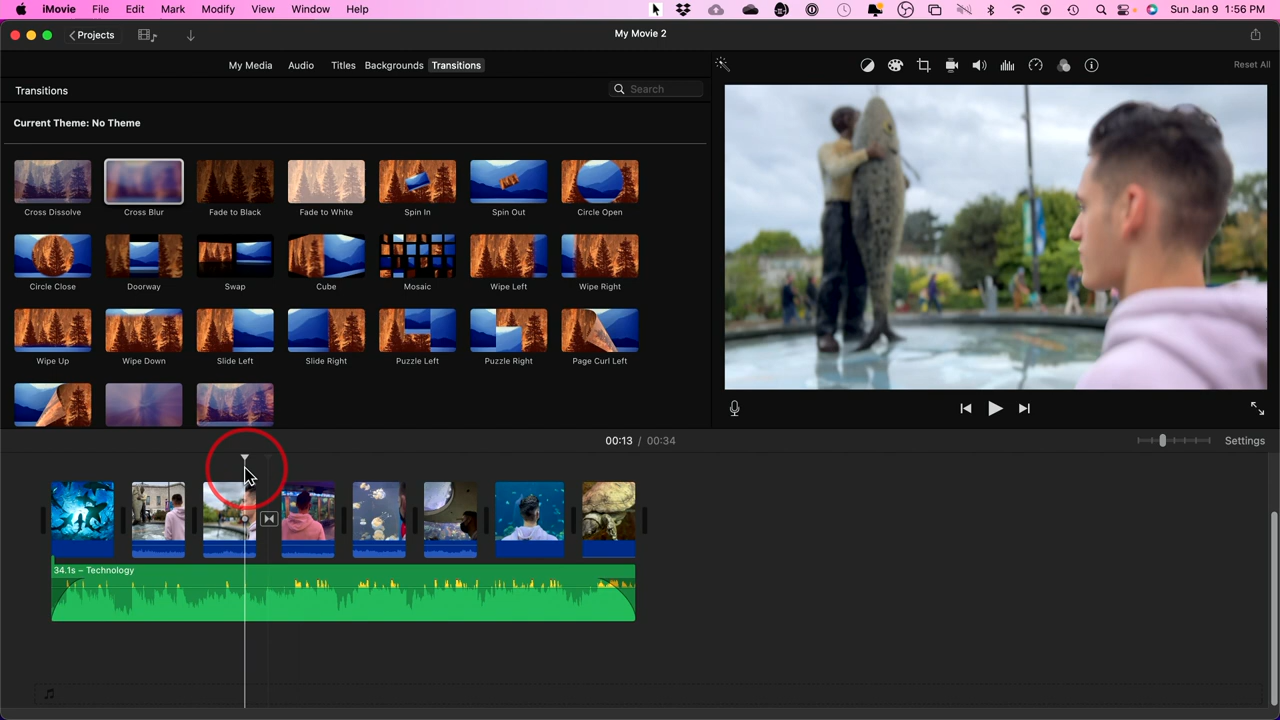 iMovie File Edit Mark Modify View Window Help Sun Jan 9 1:56 PM
Projects My Movie 2
My Media Audio Titles Backgrounds Transitions Reset All
Transitions Search
Current Theme: No Theme
Cross Dissolve Cross Blur Fade to Black Fade to White Spin In Spin Out Circle Open
Circle Close Doorway Swap Cube Mosaic Wipe Left Wipe Right
Wipe Up Wipe Down Slide Left Slide Right Puzzle Left Puzzle Right Page Curl Left
00:13 / 00:34 Settings
34.1s – Technology